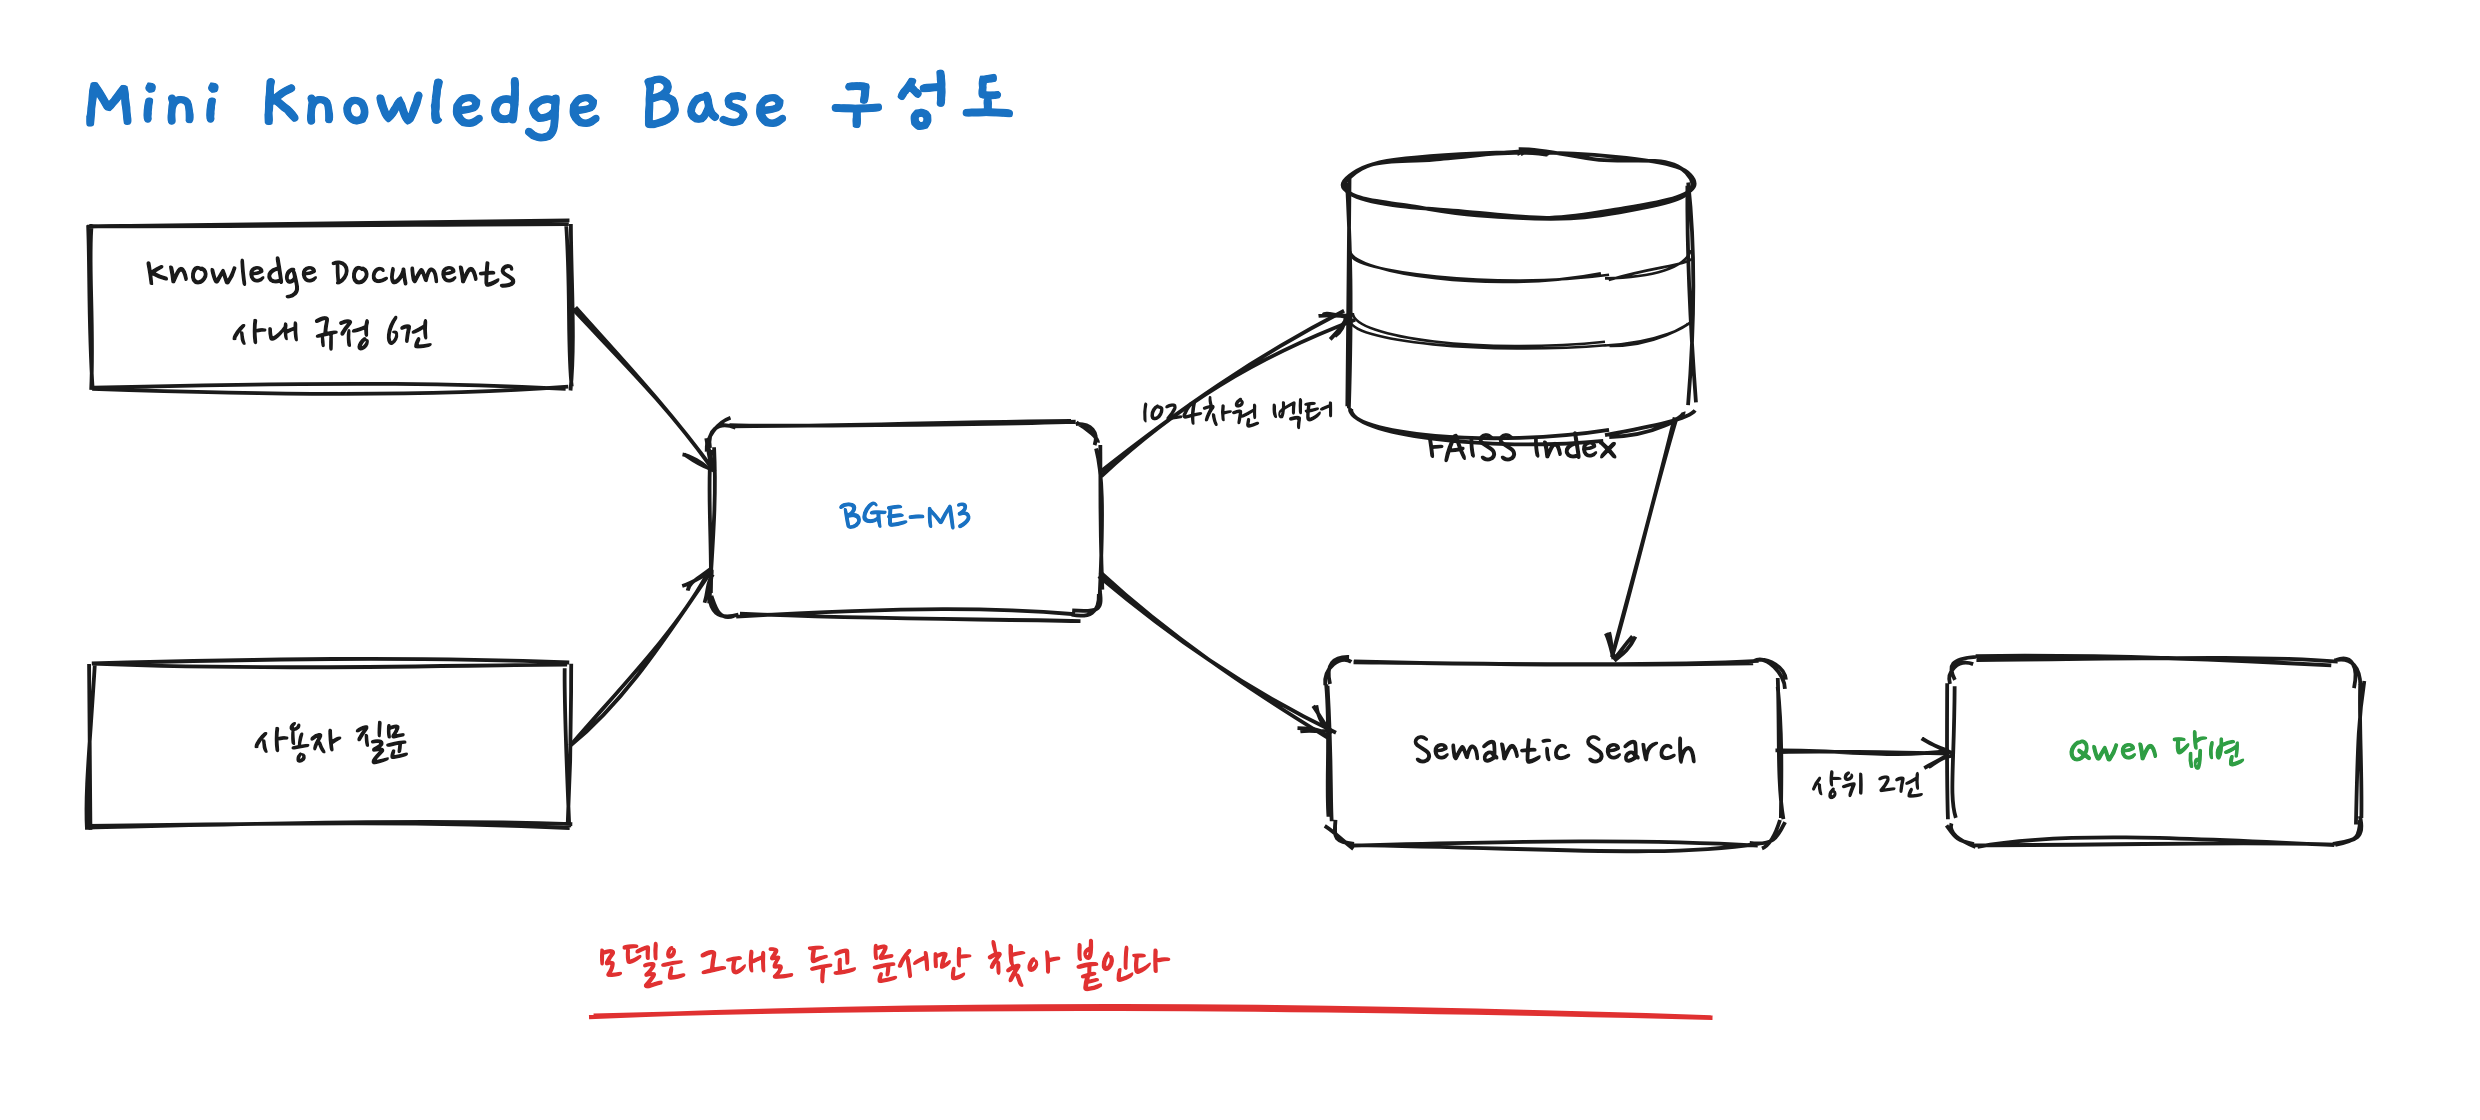 Mini Knowledge Base 구성도
Knowledge Documents
사내 규정 6건
1024차원 벡터
FAISS Index
BGE-M3
사용자 질문
Semantic Search
상위 2건
Qwen 답변
모델은 그대로 두고 문서만 찾아 붙인다